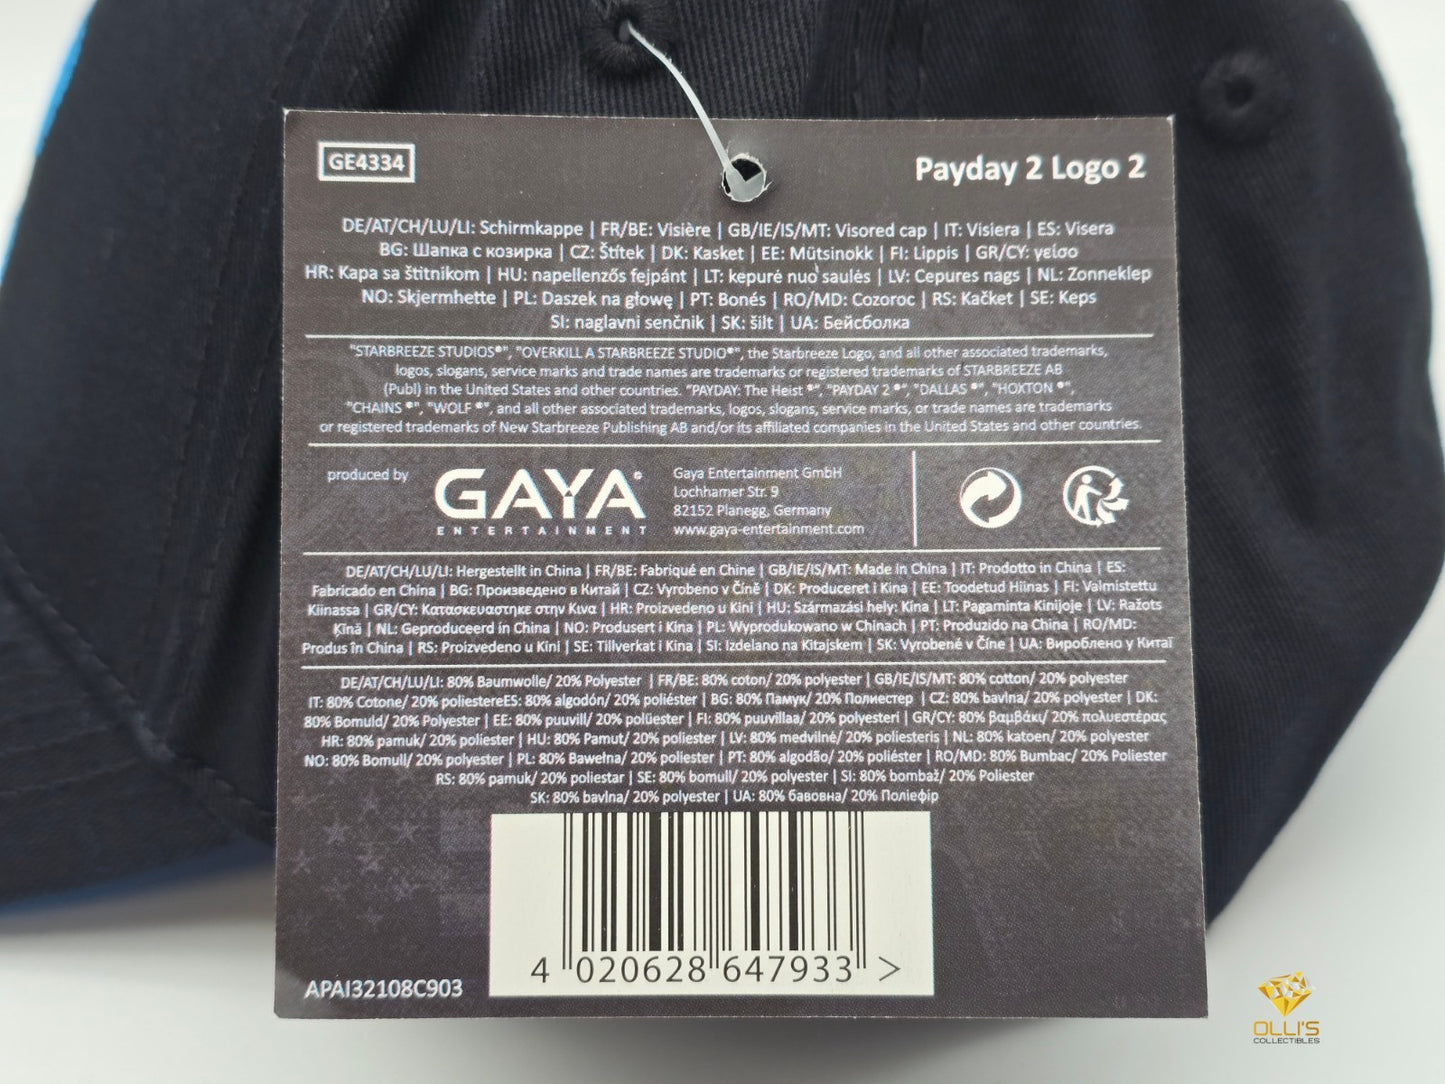 GE4334
Payday 2 Logo 2
DE/AT/CH/LU/LI: Schirmkappe | FR/BE: Visière | GB/IE/IS/MT: Visored cap | IT: Visiera | ES: Visera
BG: Шапка с козирка | CZ: Štítek | DK: Kasket | EE: Mütsinokk | FI: Lippis | GR/CY: γείσο
HR: Kapa sa štitnikom | HU: napellenzős fejpánt | LT: kepurė nuo saulės | LV: Cepures nags | NL: Zonneklep
NO: Skjermhette | PL: Daszek na głowę | PT: Bonés | RO/MD: Cozoroc | RS: Kačket | SE: Keps
SI: naglavni senčnik | SK: šilt | UA: Бейсболка
"STARBREEZE STUDIOS®", "OVERKILL A STARBREEZE STUDIO®", the Starbreeze Logo, and all other associated trademarks,
logos, slogans, service marks and trade names are trademarks or registered trademarks of STARBREEZE AB
(Publ) in the United States and other countries. "PAYDAY: The Heist ®", "PAYDAY 2 ®", "DALLAS ®", "HOXTON ®",
"CHAINS ®", "WOLF ®", and all other associated trademarks, logos, slogans, service marks, or trade names are trademarks
or registered trademarks of New Starbreeze Publishing AB and/or its affiliated companies in the United States and other countries.
produced by
GAYA®
ENTERTAINMENT
Gaya Entertainment GmbH
Lochhamer Str. 9
82152 Planegg, Germany
www.gaya-entertainment.com
DE/AT/CH/LU/LI: Hergestellt in China | FR/BE: Fabriqué en Chine | GB/IE/IS/MT: Made in China | IT: Prodotto in China | ES:
Fabricado en China | BG: Произведено в Китай | CZ: Vyrobeno v Číně | DK: Produceret i Kina | EE: Toodetud Hiinas | FI: Valmistettu
Kiinassa | GR/CY: Κατασκευαστηκε στην Κινα | HR: Proizvedeno u Kini | HU: Származási hely: Kína | LT: Pagaminta Kinijoje | LV: Ražots
Ķīnā | NL: Geproduceerd in China | NO: Produsert i Kina | PL: Wyprodukowano w Chinach | PT: Produzido na China | RO/MD:
Produs în China | RS: Proizvedeno u Kini | SE: Tillverkat i Kina | SI: Izdelano na Kitajskem | SK: Vyrobené v Číne | UA: Вироблено у Китаї
DE/AT/CH/LU/LI: 80% Baumwolle/ 20% Polyester | FR/BE: 80% coton/ 20% polyester | GB/IE/IS/MT: 80% cotton/ 20% polyester
IT: 80% Cotone/ 20% poliestereES: 80% algodón/ 20% poliéster | BG: 80% Памук/ 20% Полиестер | CZ: 80% bavlna/ 20% polyester | DK:
80% Bomuld/ 20% Polyester | EE: 80% puuvill/ 20% polüester | FI: 80% puuvillaa/ 20% polyesteri | GR/CY: 80% βαμβάκι/ 20% πολυεστέρας
HR: 80% pamuk/ 20% poliester | HU: 80% Pamut/ 20% poliester | LV: 80% medvilnė/ 20% poliesteris | NL: 80% katoen/ 20% polyester
NO: 80% Bomull/ 20% polyester | PL: 80% Bawełna/ 20% poliester | PT: 80% algodão/ 20% poliéster | RO/MD: 80% Bumbac/ 20% Poliester
RS: 80% pamuk/ 20% poliestar | SE: 80% bomull/ 20% polyester | SI: 80% bombaž/ 20% Poliester
SK: 80% bavlna/ 20% polyester | UA: 80% бавовна/ 20% Поліефір
4 020628 647933 >
APAI32108C903
OLLI'S
COLLECTIBLES